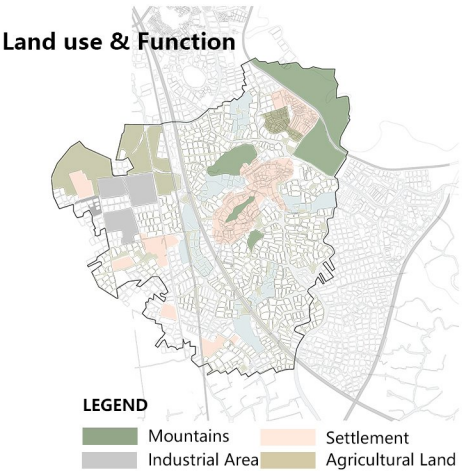 Land use & Function
LEGEND
Mountains
Settlement
Industrial Area
Agricultural Land